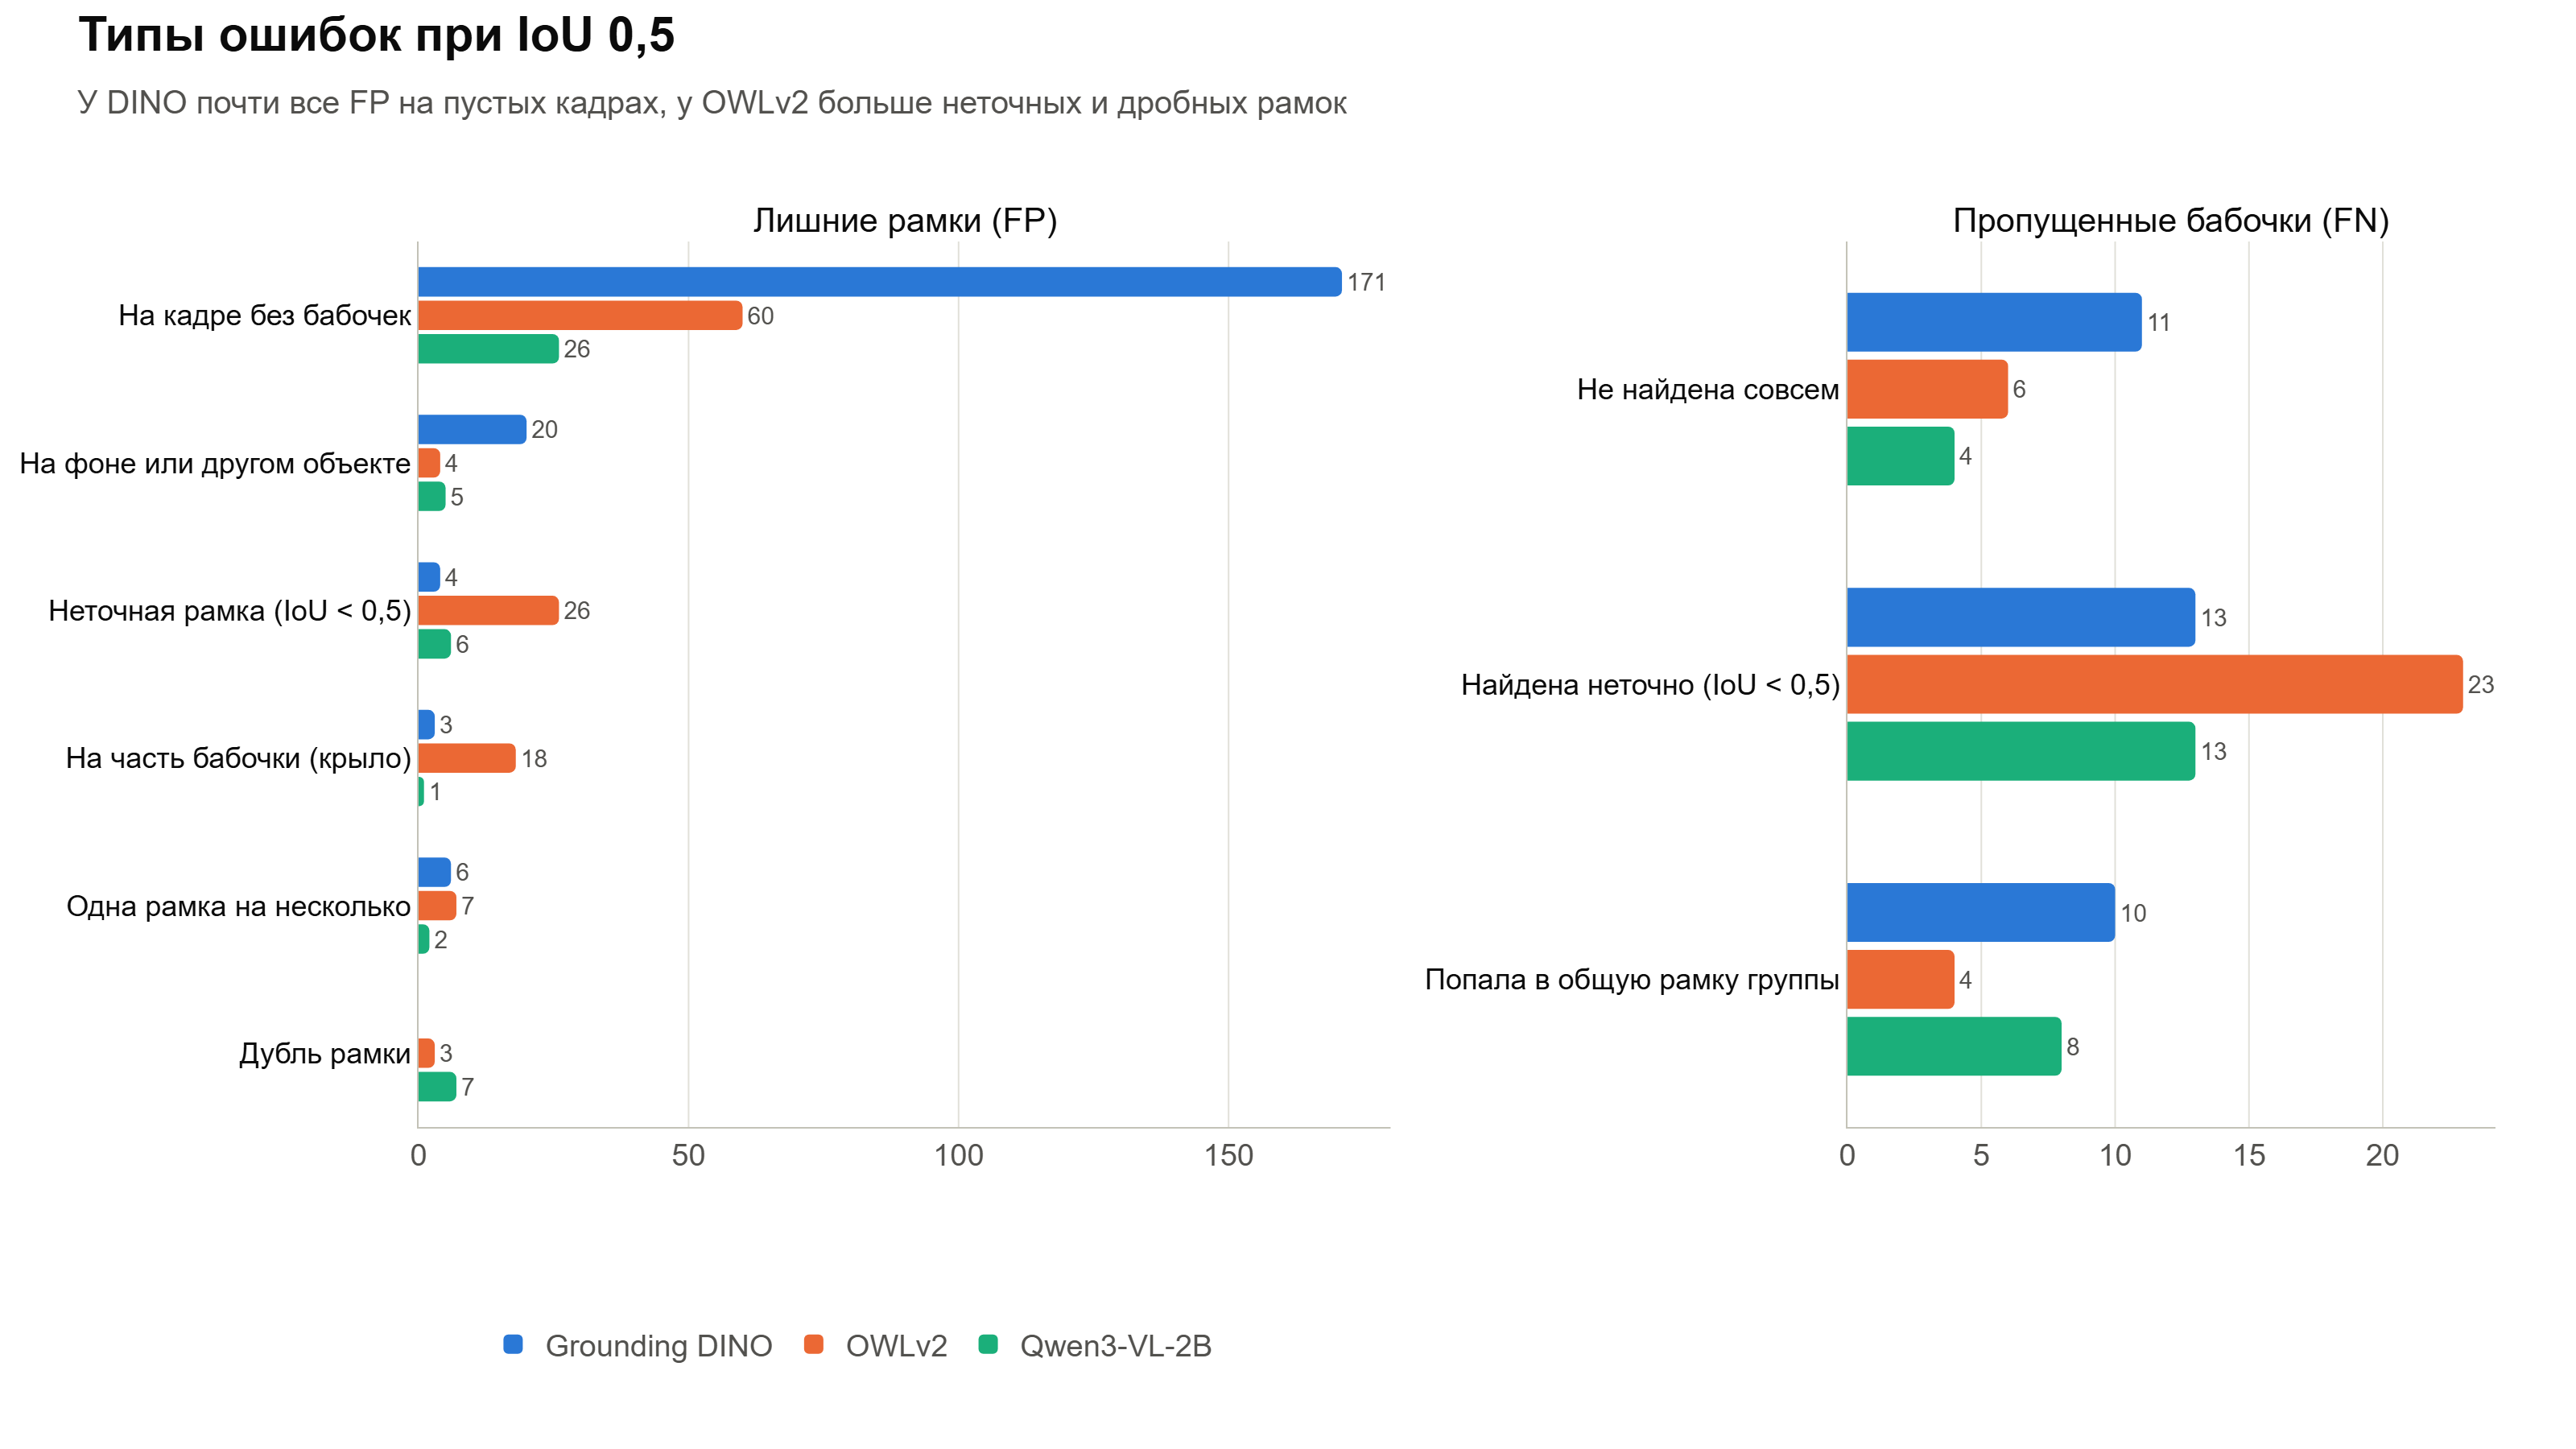 Типы ошибок при IoU 0,5
У DINO почти все FP на пустых кадрах, у OWLv2 больше неточных и дробных рамок
Лишние рамки (FP)
На кадре без бабочек
171
60
26
На фоне или другом объекте
20
4
5
Неточная рамка (IoU < 0,5)
4
26
6
На часть бабочки (крыло)
3
18
1
Одна рамка на несколько
6
7
2
Дубль рамки
3
7
0 50 100 150
Пропущенные бабочки (FN)
Не найдена совсем
11
6
4
Найдена неточно (IoU < 0,5)
13
23
13
Попала в общую рамку группы
10
4
8
0 5 10 15 20
Grounding DINO OWLv2 Qwen3-VL-2B